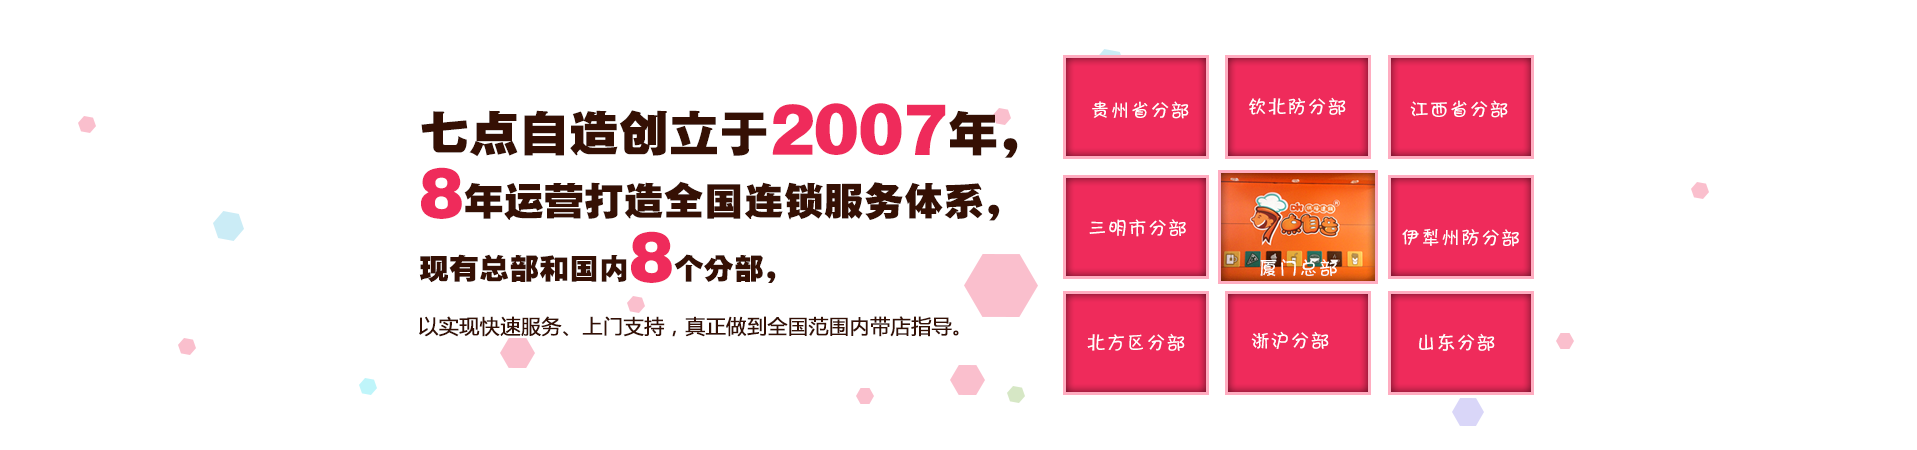 七点自造创立于2007年，
8年运营打造全国连锁服务体系，
现有总部和国内8个分部，
以实现快速服务、上门支持，真正做到全国范围内带店指导。
贵州省分部
钦北防分部
江西省分部
三明市分部
厦门总部
伊犁州防分部
北方区分部
浙沪分部
山东分部